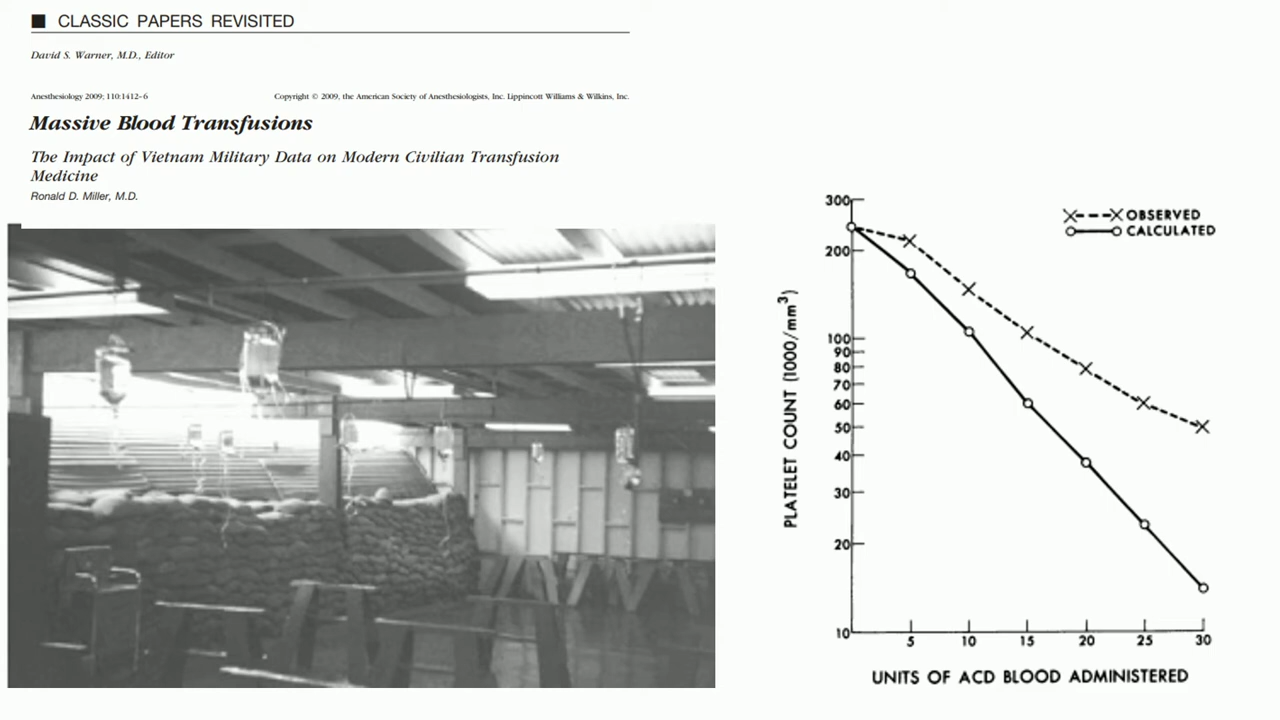 CLASSIC PAPERS REVISITED
David S. Warner, M.D., Editor
Anesthesiology 2009; 110:1412–6
Copyright © 2009, the American Society of Anesthesiologists, Inc. Lippincott Williams & Wilkins, Inc.
Massive Blood Transfusions
The Impact of Vietnam Military Data on Modern Civilian Transfusion
Medicine
Ronald D. Miller, M.D.
OBSERVED
CALCULATED
PLATELET COUNT (1000/mm³)
300
200
100
90
80
70
60
50
40
30
20
10
5 10 15 20 25 30
UNITS OF ACD BLOOD ADMINISTERED